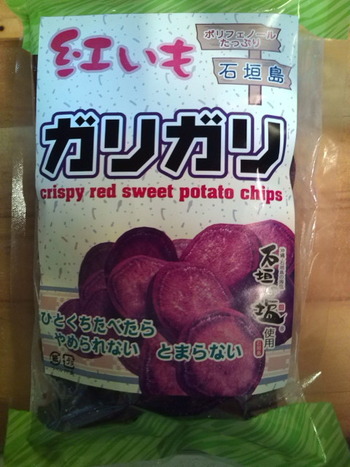 紅いも
ポリフェノール
たっぷり
石垣島
ガリガリ
crispy red sweet potato chips
石垣の塩
使用
ひとくちたべたら
やめられない とまらない